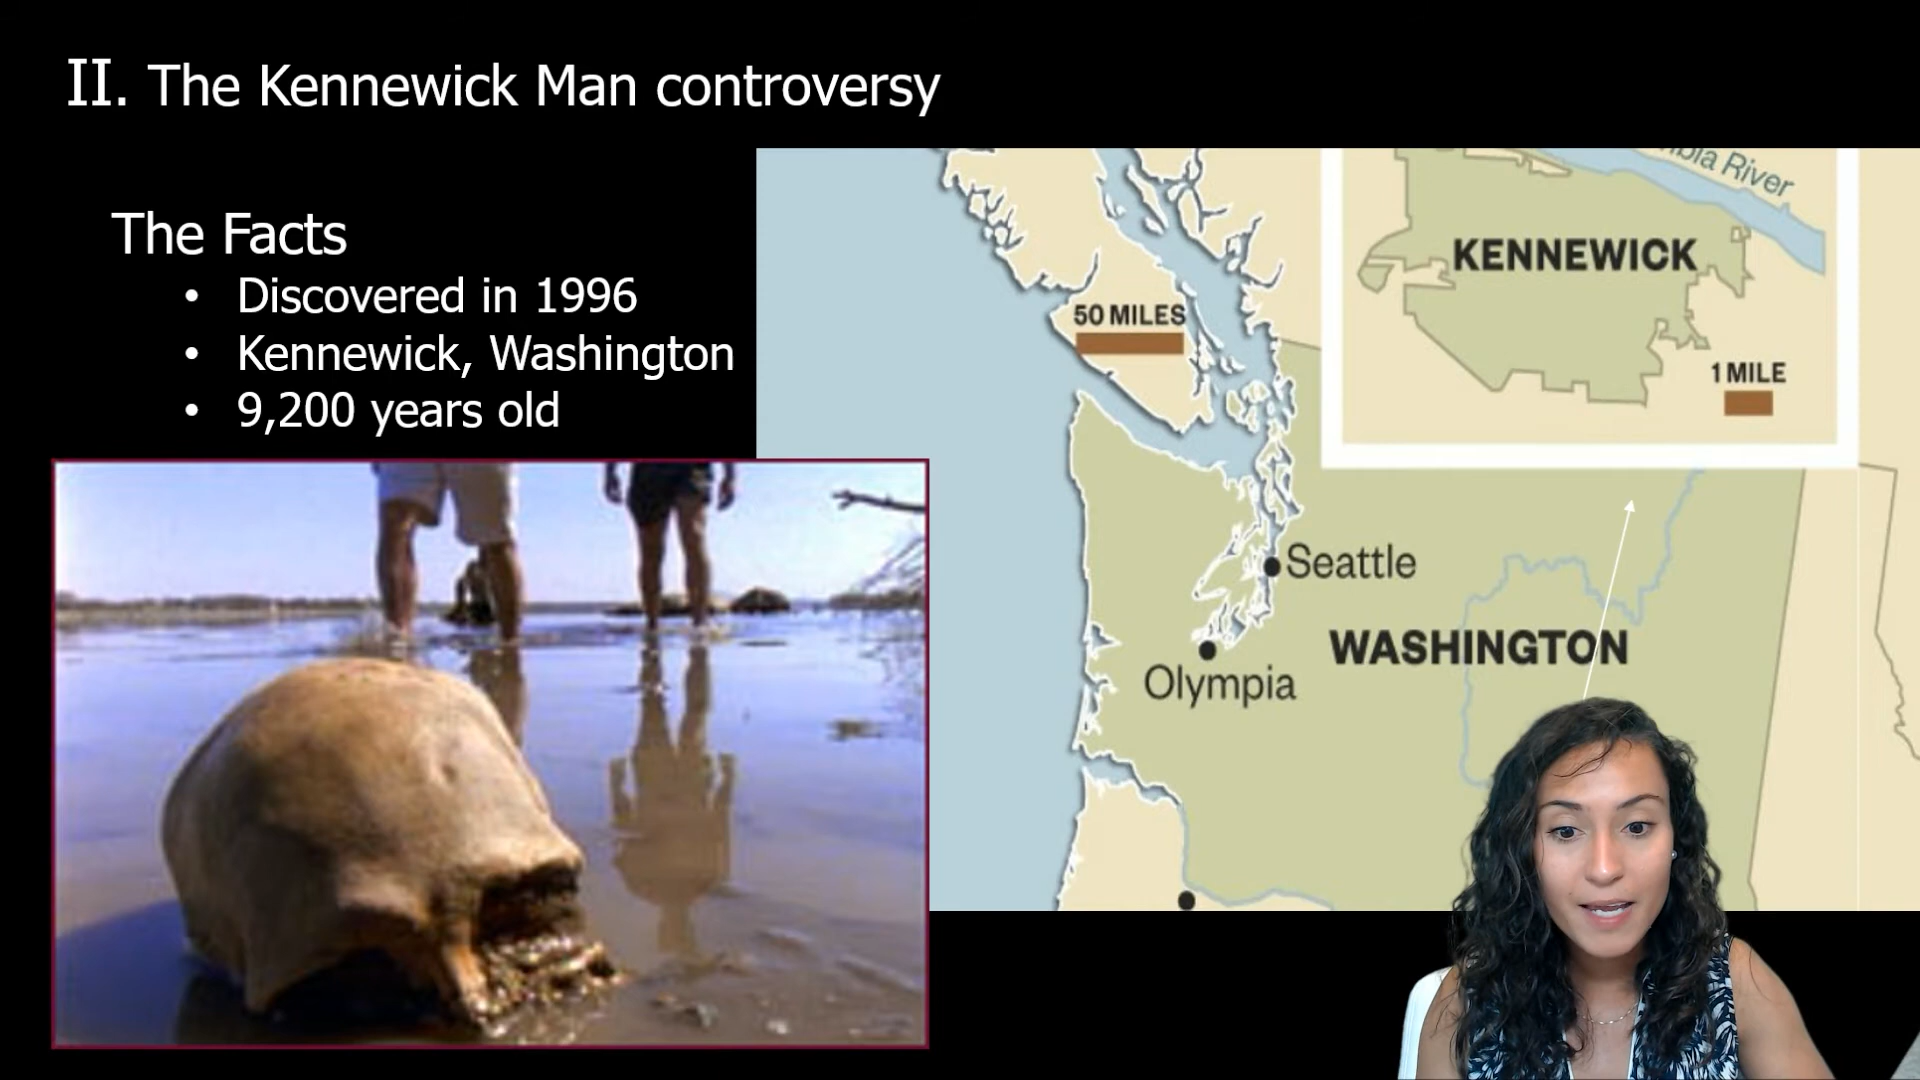 II. The Kennewick Man controversy
The Facts
• Discovered in 1996
• Kennewick, Washington
• 9,200 years old
River
KENNEWICK
50 MILES
1 MILE
Seattle
WASHINGTON
Olympia